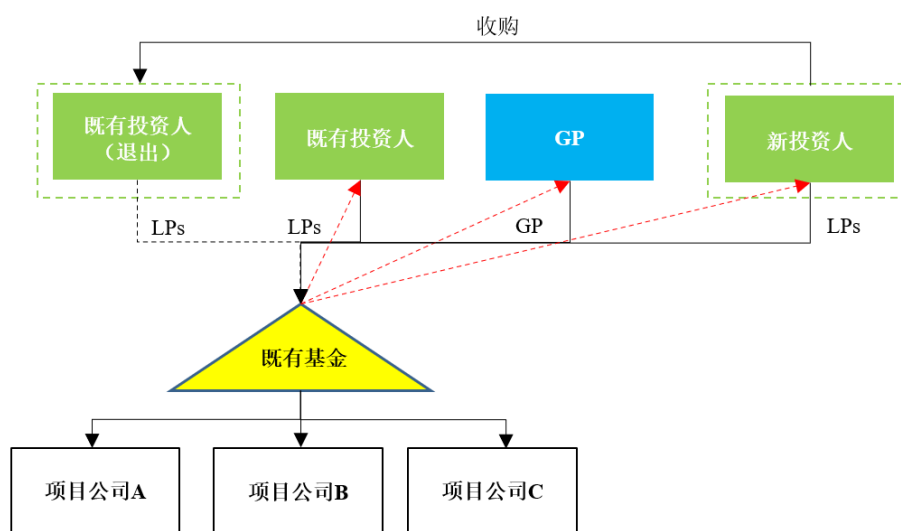 收购
既有投资人
（退出）
既有投资人
GP
新投资人
LPs
LPs
GP
LPs
既有基金
项目公司A
项目公司B
项目公司C